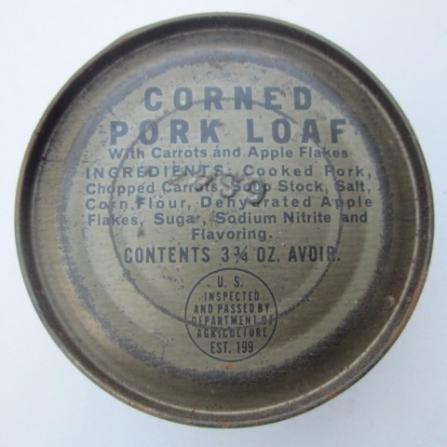 CORNED
PORK LOAF
With Carrots and Apple Flakes
INGREDIENTS: Cooked Pork,
Chopped Carrots, Soup Stock, Salt,
Corn Flour, Dehydrated Apple
Flakes, Sugar, Sodium Nitrite and
Flavoring.
CONTENTS 3¾ OZ. AVOIR.
U. S.
INSPECTED
AND PASSED BY
DEPARTMENT OF
AGRICULTURE
EST. 199